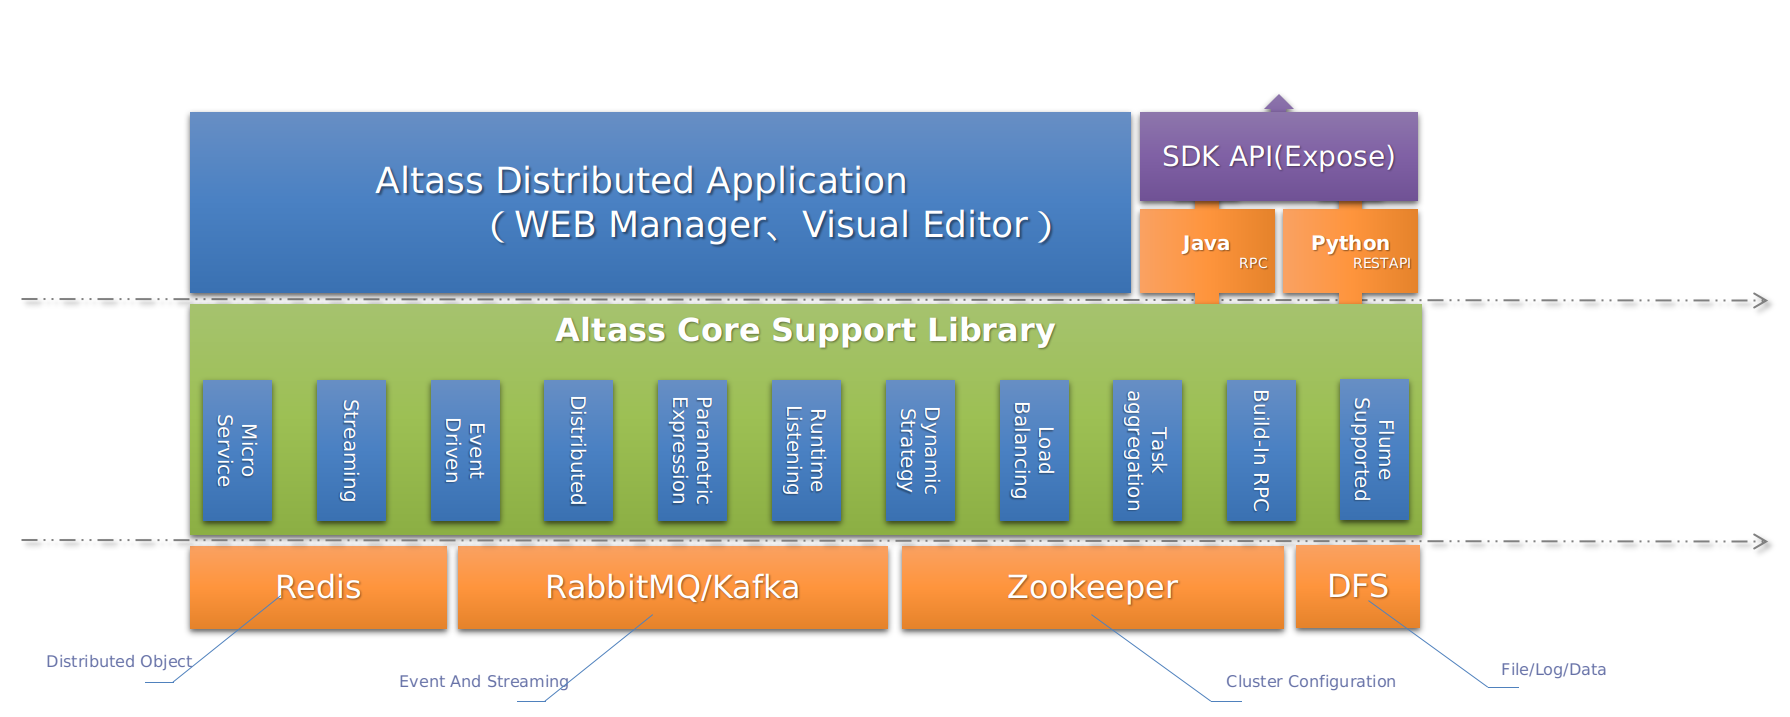 Altass Distributed Application
（WEB Manager、Visual Editor）
SDK API(Expose)
Java
RPC
Python
RESTAPI
Altass Core Support Library
Micro
Service
Streaming
Event
Driven
Distributed
Parametric
Expression
Runtime
Listening
Dynamic
Strategy
Load
Balancing
Task
aggregation
Build-In RPC
Flume
Supported
Redis
RabbitMQ/Kafka
Zookeeper
DFS
Distributed Object
Event And Streaming
Cluster Configuration
File/Log/Data